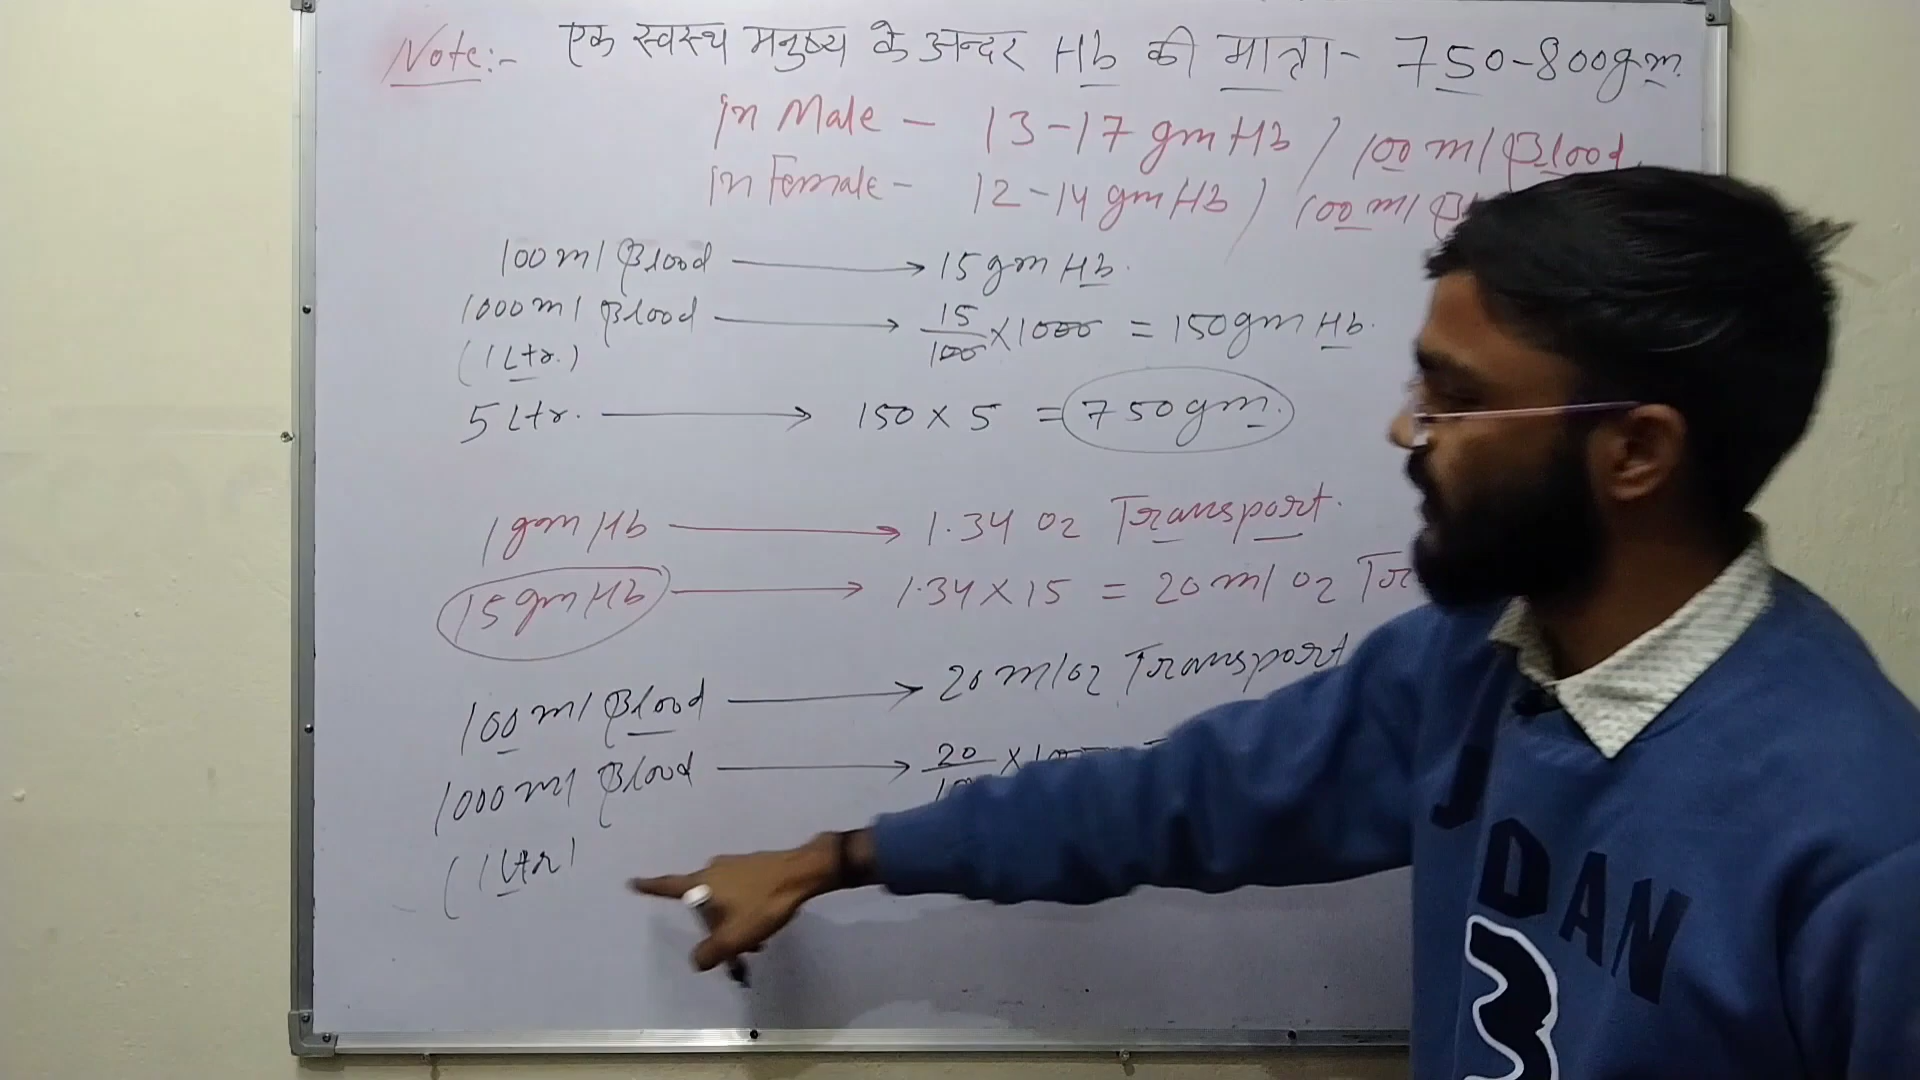 Note:- एक स्वस्थ मनुष्य के अन्दर Hb की मात्रा - 750-800gm.
in Male - 13-17 gm Hb / 100 ml Blood
in Female - 12-14 gm Hb / 100 ml
100 ml Blood → 15 gm Hb.
1000 ml Blood → 15/100 × 1000 = 150 gm Hb.
(1 Ltr.)
5 Ltr. → 150 × 5 = 750 gm.
1 gm Hb → 1.34 O2 Transport.
15 gm Hb → 1.34 × 15 = 20 ml O2
100 ml Blood → 20 ml O2 Transport
1000 ml Blood → 20
(1 Ltr)
J DAN